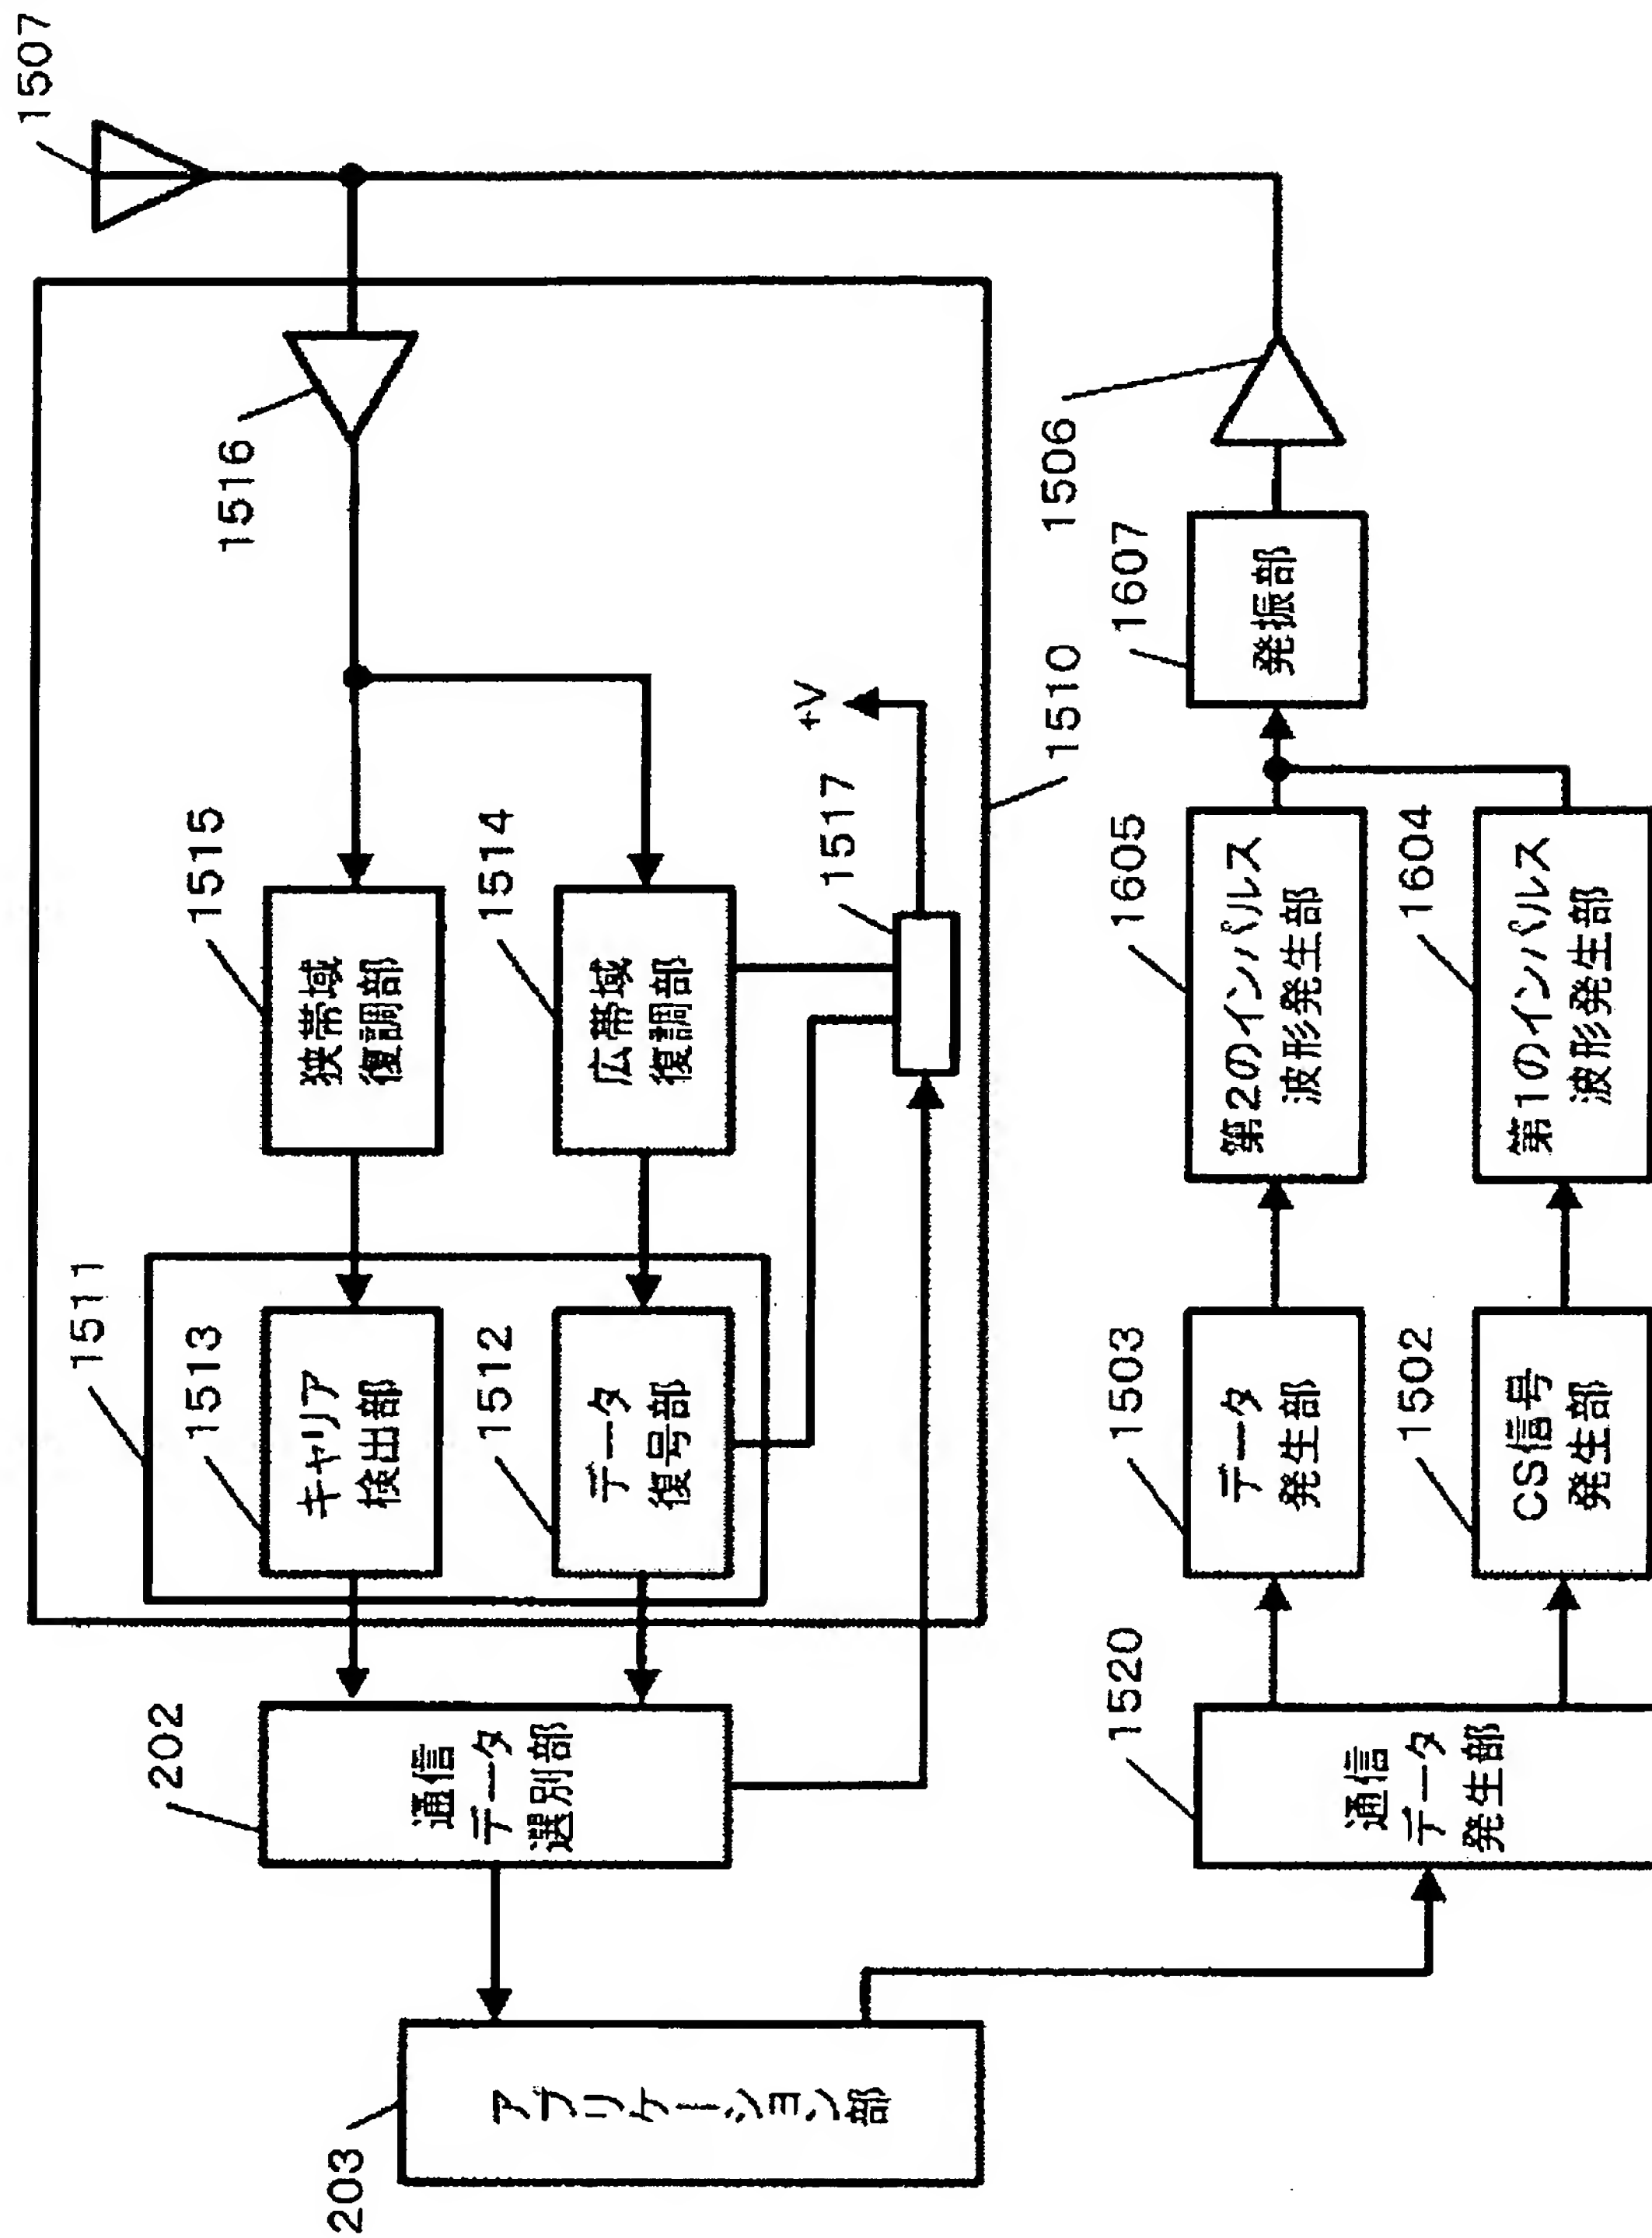 1507
1516
1515
狭帯域
復調部
1514
広帯域
復調部
+V
1517
1510
1511
1513
キャリア
検出部
1512
データ
復号部
202
通信
データ
選別部
203
アプリケーション部
1506
1607
発振部
1605
第2のインパルス
波形発生部
1604
第1のインパルス
波形発生部
1503
データ
発生部
1502
CS信号
発生部
1520
通信
データ
発生部